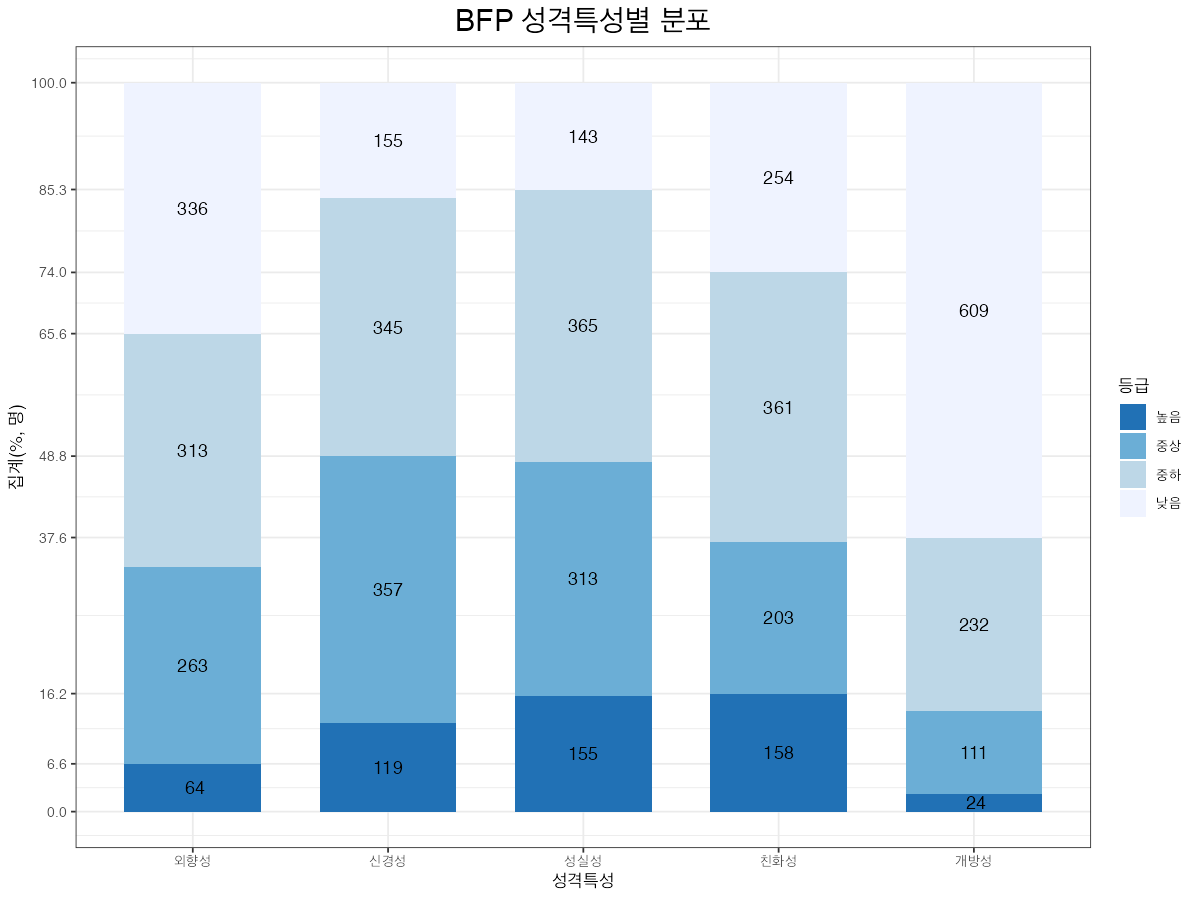 BFP 성격특성별 분포
집계(%, 명)
100.0
85.3
74.0
65.6
48.8
37.6
16.2
6.6
0.0
336
313
263
64
155
345
357
119
143
365
313
155
254
361
203
158
609
232
111
24
외향성
신경성
성실성
친화성
개방성
성격특성
등급
높음
중상
중하
낮음